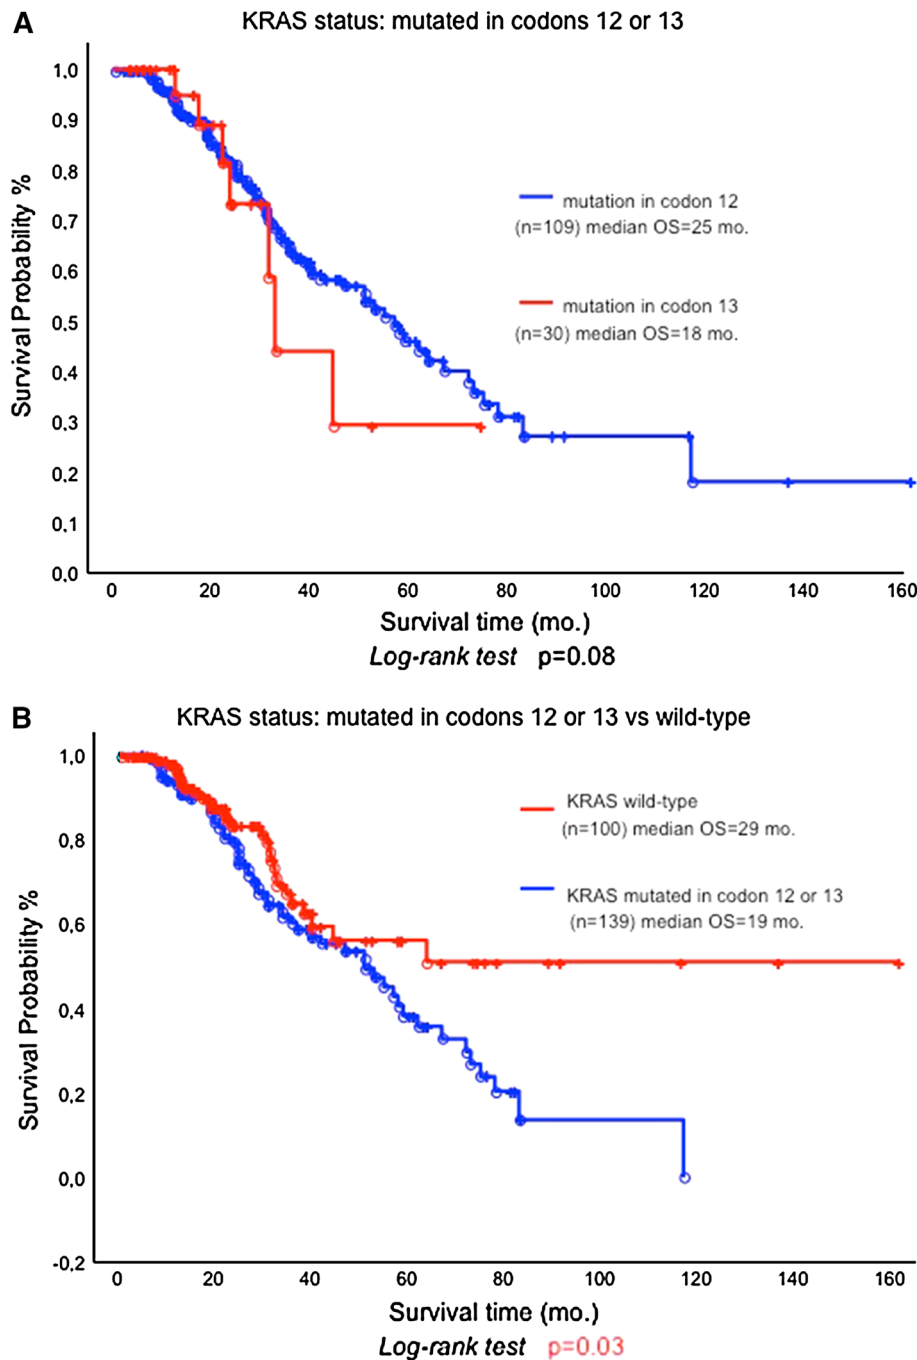 A
KRAS status: mutated in codons 12 or 13
1.0
0.9
0.8
0.7
0.6
0.5
0.4
0.3
0.2
0.1
0.0
Survival Probability %
mutation in codon 12
(n=109) median OS=25 mo.
mutation in codon 13
(n=30) median OS=18 mo.
0 20 40 60 80 100 120 140 160
Survival time (mo.)
Log-rank test p=0.08
B
KRAS status: mutated in codons 12 or 13 vs wild-type
1.0
0.8
0.6
0.4
0.2
0.0
-0.2
Survival Probability %
KRAS wild-type
(n=100) median OS=29 mo.
KRAS mutated in codon 12 or 13
(n=139) median OS=19 mo.
0 20 40 60 80 100 120 140 160
Survival time (mo.)
Log-rank test p=0.03